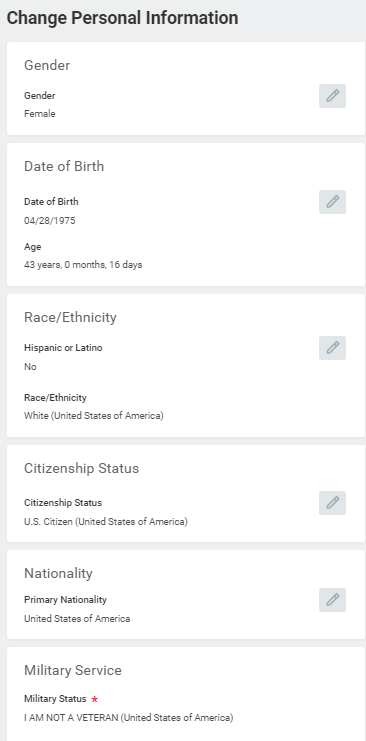 Change Personal Information
Gender
Gender
Female
Date of Birth
Date of Birth
04/28/1975
Age
43 years, 0 months, 16 days
Race/Ethnicity
Hispanic or Latino
No
Race/Ethnicity
White (United States of America)
Citizenship Status
Citizenship Status
U.S. Citizen (United States of America)
Nationality
Primary Nationality
United States of America
Military Service
Military Status *
I AM NOT A VETERAN (United States of America)